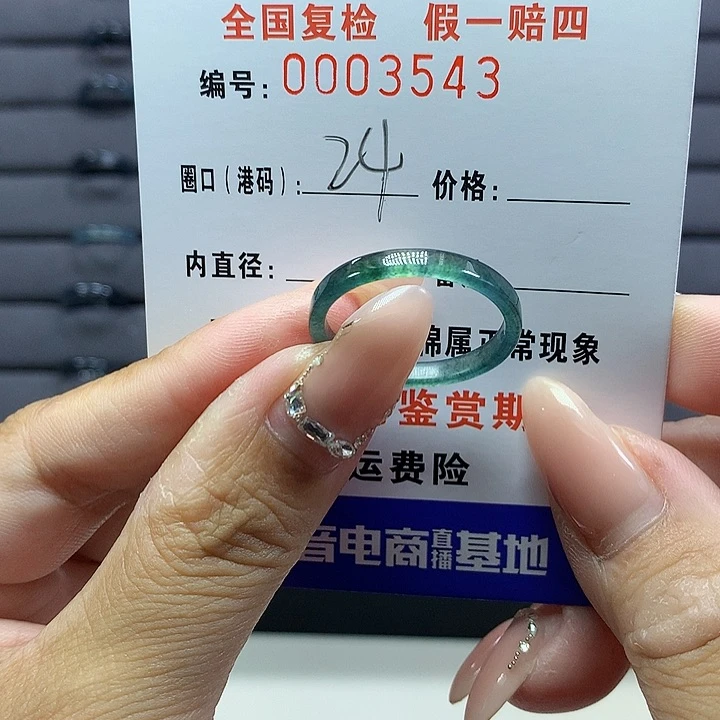 全国复检 假一赔四
编号: 0003543
圈口(港码): 24 价格:
内直径:
棉属正常现象
鉴赏期
运费险
音电商直播基地